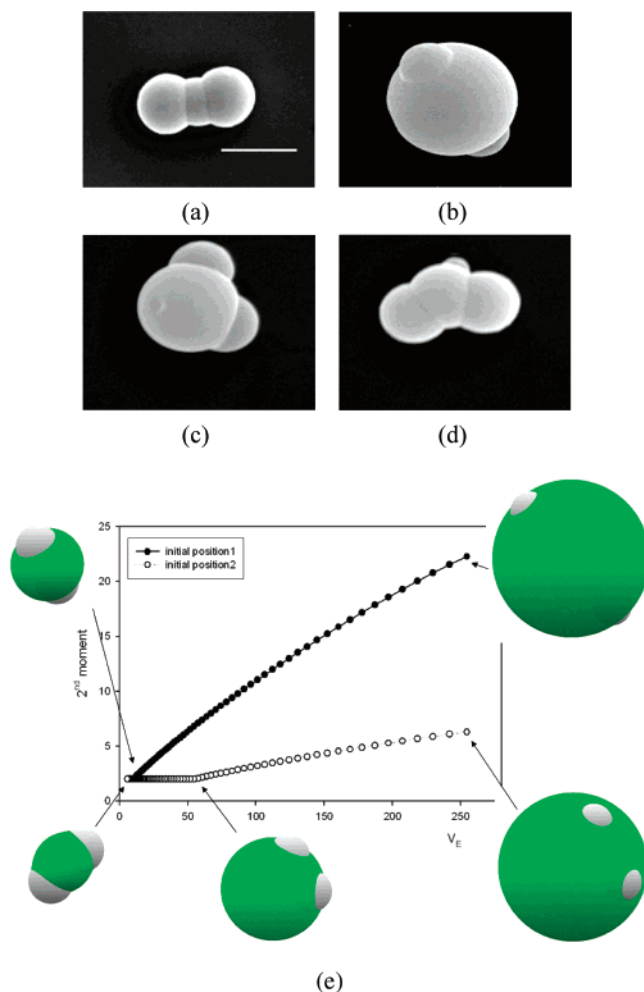 (a)
(b)
(c)
(d)
25
initial position1
initial position2
20
15
2nd moment
10
5
0
0 50 100 150 200 250
VE
(e)